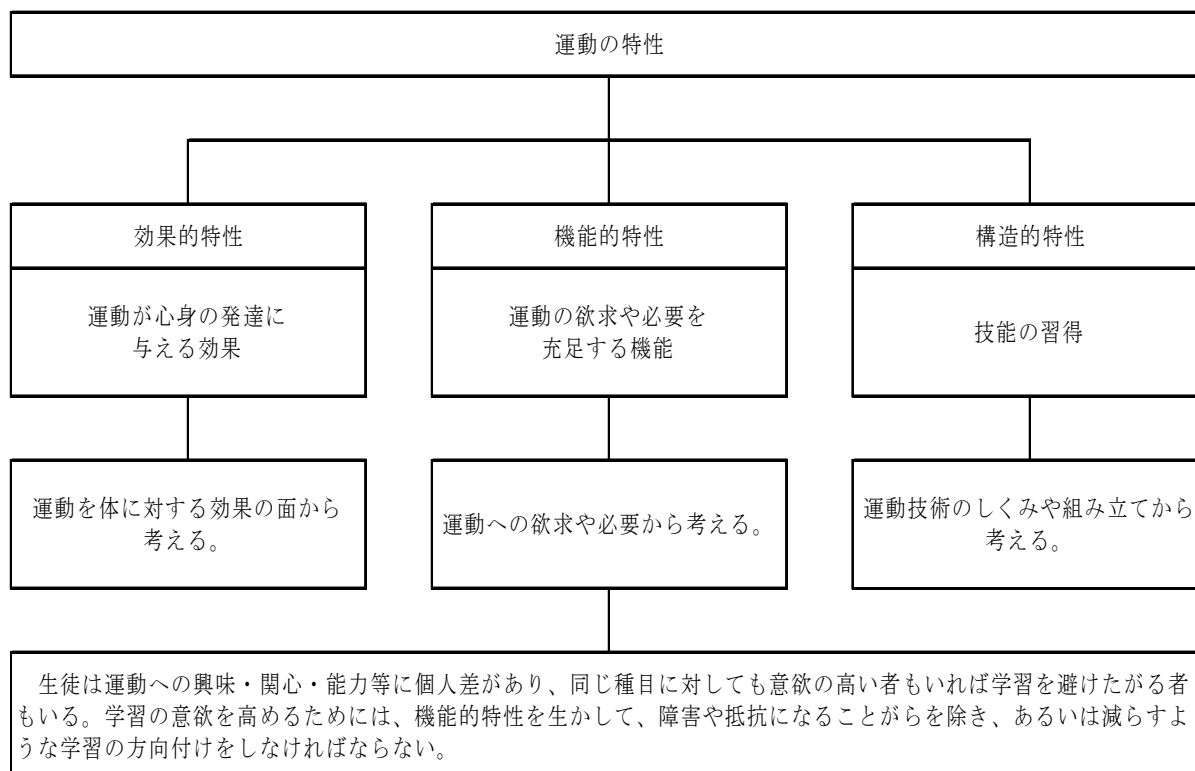 運動の特性
効果的特性
運動が心身の発達に
与える効果
運動を体に対する効果の面から
考える。
機能的特性
運動の欲求や必要を
充足する機能
運動への欲求や必要から考える。
構造的特性
技能の習得
運動技術のしくみや組み立てから
考える。
生徒は運動への興味・関心・能力等に個人差があり、同じ種目に対しても意欲の高い者もいれば学習を避けたがる者
もいる。学習の意欲を高めるためには、機能的特性を生かして、障害や抵抗になることがらを除き、あるいは減らすよ
うな学習の方向付けをしなければならない。